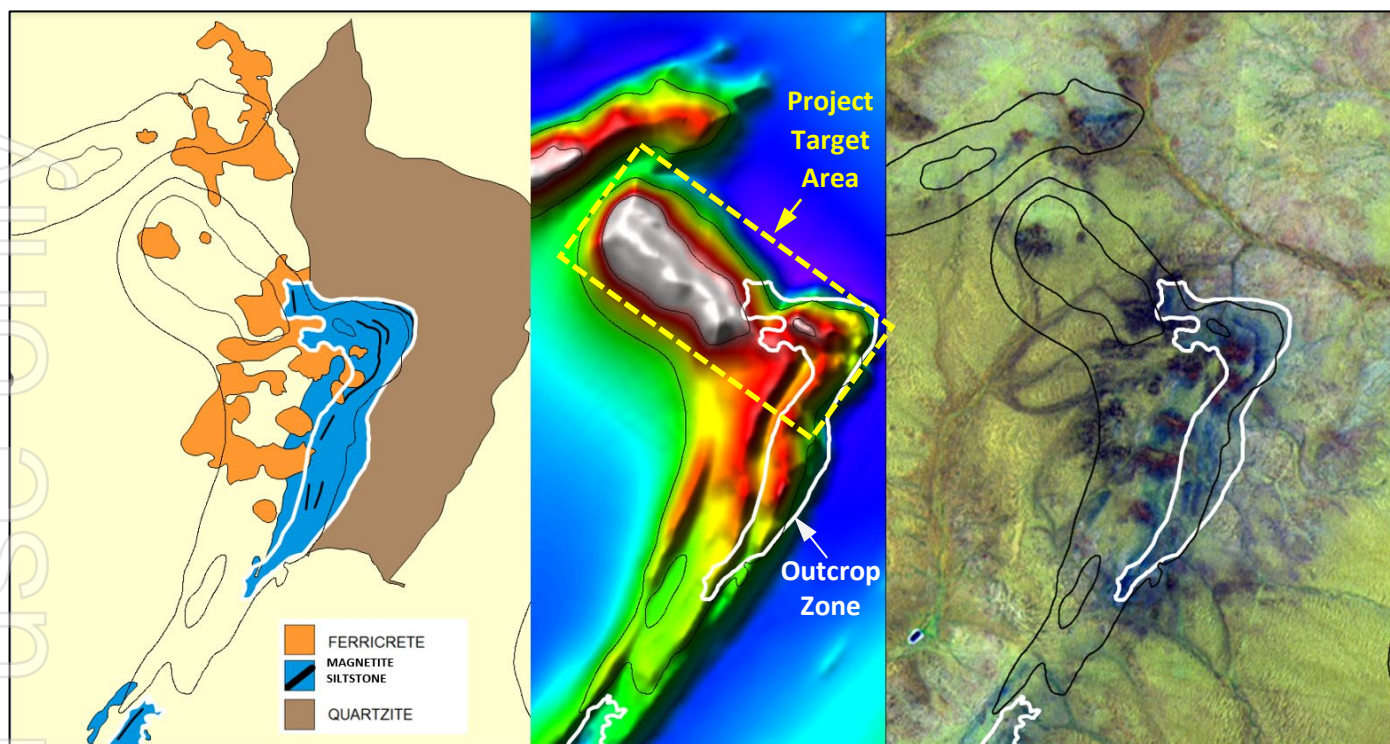 FERRICRETE
MAGNETITE
SILTSTONE
QUARTZITE
Project
Target
Area
Outcrop
Zone